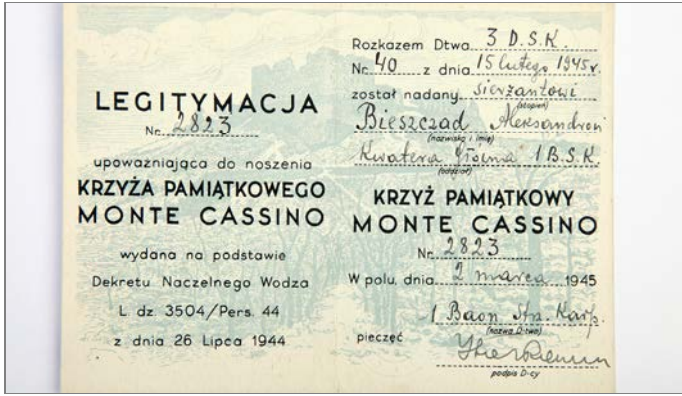 LEGITYMACJA
Nr. 2823
upoważniająca do noszenia
KRZYŻA PAMIĄTKOWEGO
MONTE CASSINO
wydana na podstawie
Dekretu Naczelnego Wodza
L. dz. 3504/Pers. 44
z dnia 26 Lipca 1944
Rozkazem Dtwa 3 D.S.K.
Nr. 40 z dnia 15 lutego 1945 r.
został nadany sierżantowi
(stopień)
Bieszczad Aleksandrowi
(nazwisko i imię)
Kwatera Główna 1 B.S.K.
(oddział)
KRZYŻ PAMIĄTKOWY
MONTE CASSINO
Nr. 2823
W polu, dnia 2 marca 1945
1 Baon Strz. Karp.
(nazwa D-twa)
pieczęć
podpis D-cy